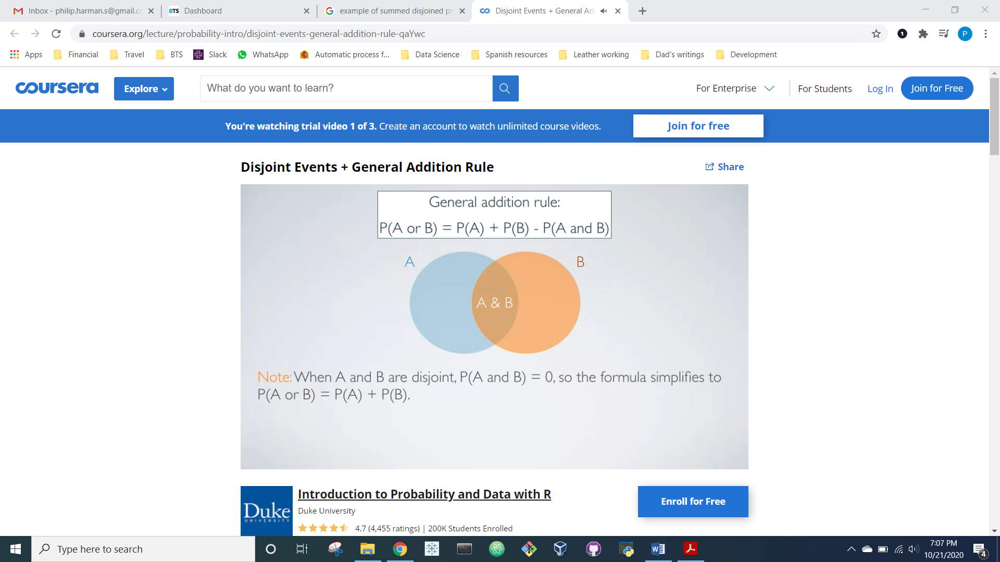 Inbox - philip.harman.s@gmail.cc
BTS Dashboard
example of summed disjoined pr
Disjoint Events + General Ad
coursera.org/lecture/probability-intro/disjoint-events-general-addition-rule-qaYwc
1
P
Apps
Financial
Travel
BTS
Slack
WhatsApp
Automatic process f...
Data Science
Spanish resources
Leather working
Dad's writings
Development
coursera
Explore
What do you want to learn?
For Enterprise
For Students
Log In
Join for Free
You're watching trial video 1 of 3. Create an account to watch unlimited course videos.
Join for free
Disjoint Events + General Addition Rule
Share
General addition rule:
P(A or B) = P(A) + P(B) - P(A and B)
A
B
A & B
Note: When A and B are disjoint, P(A and B) = 0, so the formula simplifies to
P(A or B) = P(A) + P(B).
Duke
UNIVERSITY
Introduction to Probability and Data with R
Duke University
4.7 (4,455 ratings) | 200K Students Enrolled
Enroll for Free
Type here to search
7:07 PM
10/21/2020
4